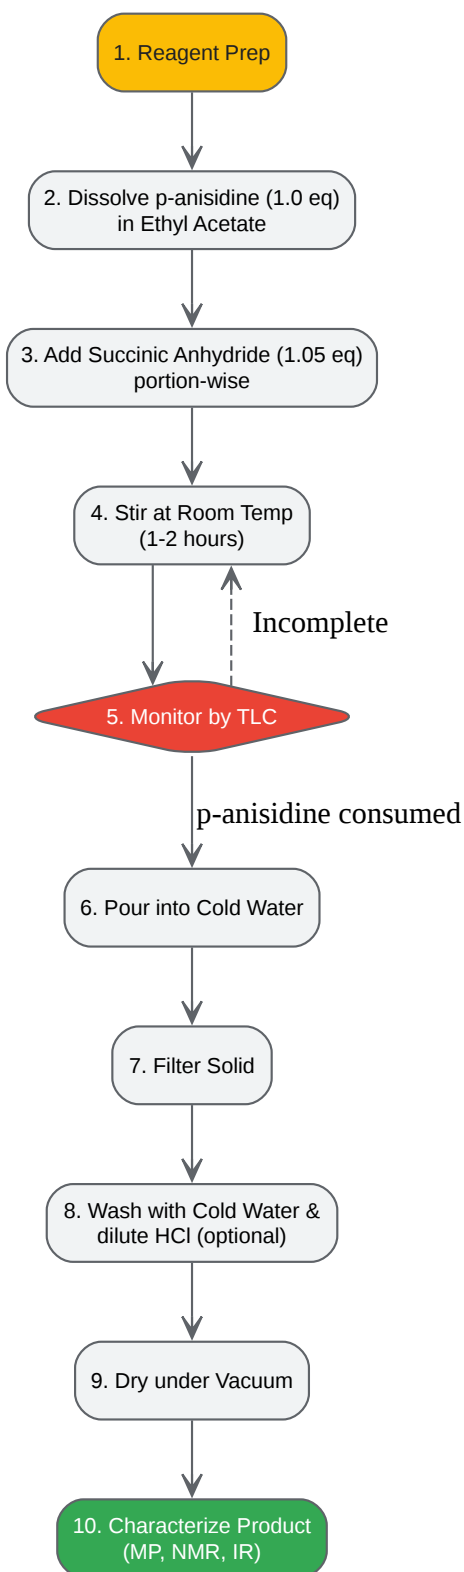 1. Reagent Prep
2. Dissolve p-anisidine (1.0 eq)
in Ethyl Acetate
3. Add Succinic Anhydride (1.05 eq)
portion-wise
4. Stir at Room Temp
(1-2 hours)
Incomplete
5. Monitor by TLC
p-anisidine consumed
6. Pour into Cold Water
7. Filter Solid
8. Wash with Cold Water &
dilute HCl (optional)
9. Dry under Vacuum
10. Characterize Product
(MP, NMR, IR)